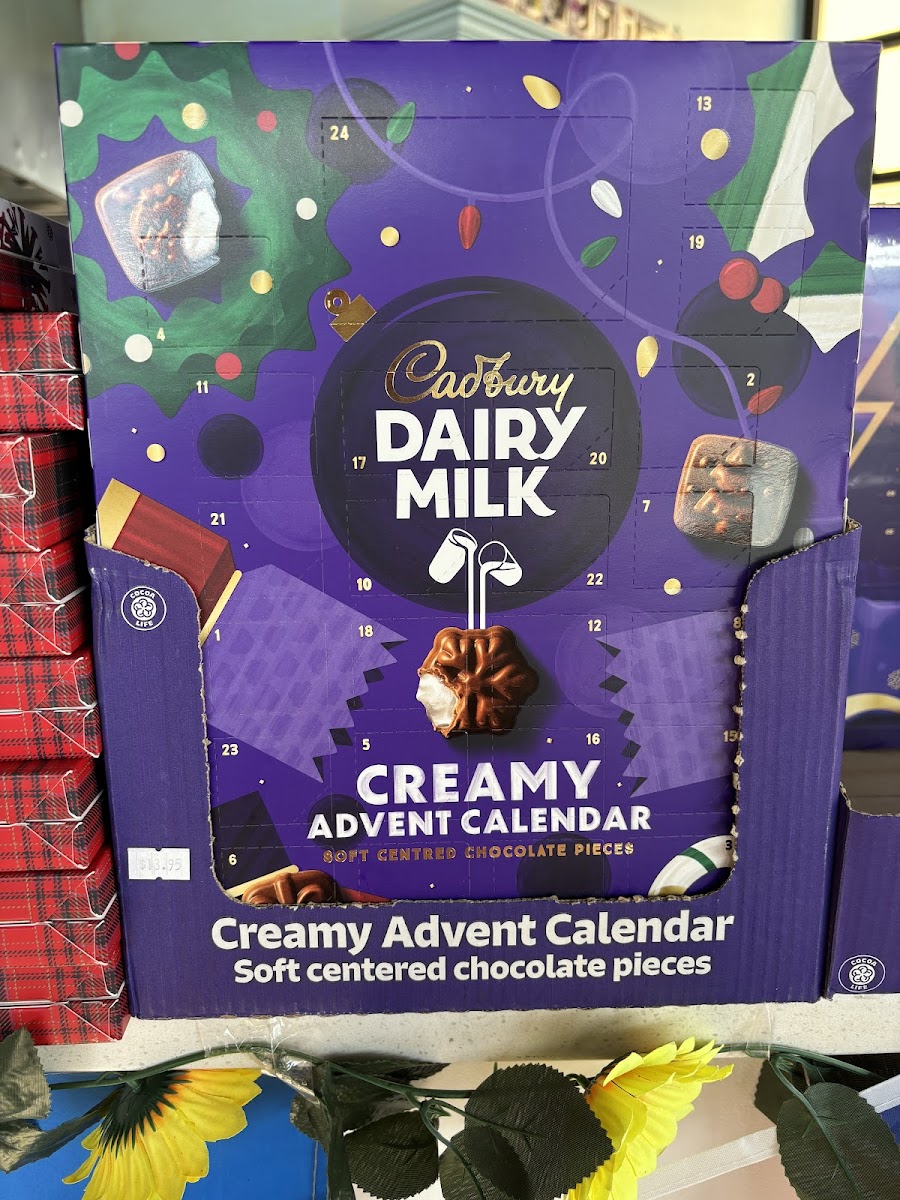 24
13
19
4
11
2
Cadbury
DAIRY
MILK
17
20
21
7
10
22
1
18
12
8
23
5
16
15
CREAMY
ADVENT CALENDAR
SOFT CENTRED CHOCOLATE PIECES
6
3
COCOA
LIFE
$13.95
Creamy Advent Calendar
Soft centered chocolate pieces
COCOA
LIFE